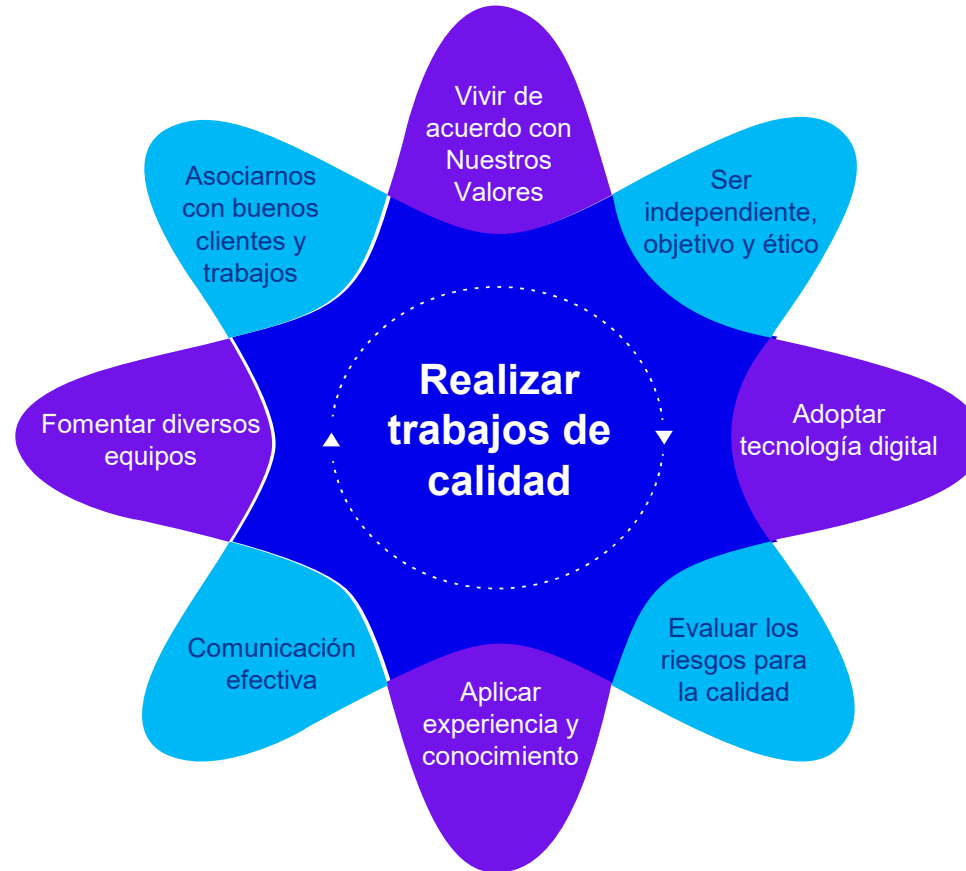 Vivir de
acuerdo con
Nuestros
Valores
Ser
independiente,
objetivo y ético
Adoptar
tecnología digital
Evaluar los
riesgos para
la calidad
Aplicar
experiencia y
conocimiento
Comunicación
efectiva
Fomentar diversos
equipos
Asociarnos
con buenos
clientes y
trabajos
Realizar
trabajos de
calidad